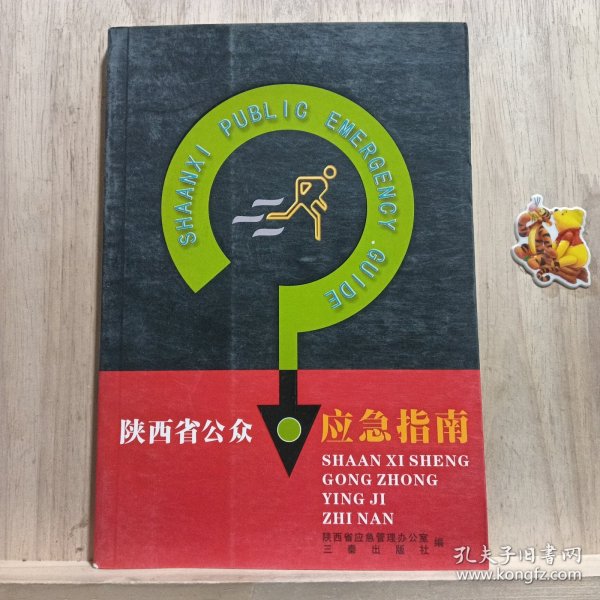 SHAANXI PUBLIC EMERGENCY·GUIDE
陕西省公众
应急指南
SHAAN XI SHENG
GONG ZHONG
YING JI
ZHI NAN
陕西省应急管理办公室
三秦出版社
编
孔夫子旧书网
www.kongfz.com